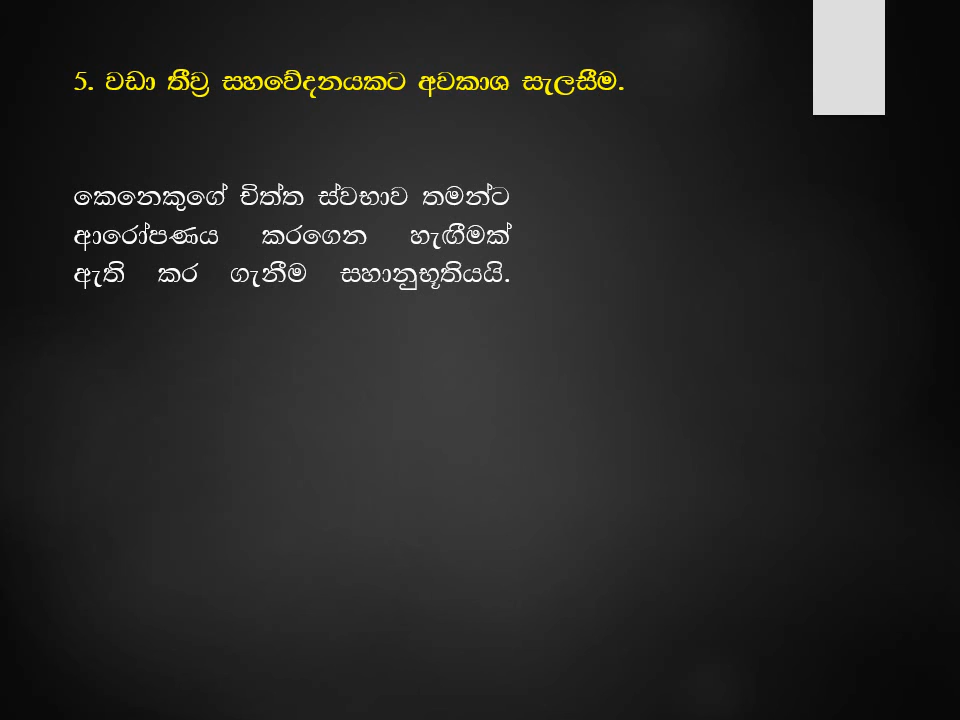 5. වඩා තීව්‍ර සහවේදනයකට අවකාශ සැලසීම.
කෙනෙකුගේ චිත්ත ස්වභාව තමන්ට
ආරෝපණය කරගෙන හැඟීමක්
ඇති කර ගැනීම සහානුභූතියයි.